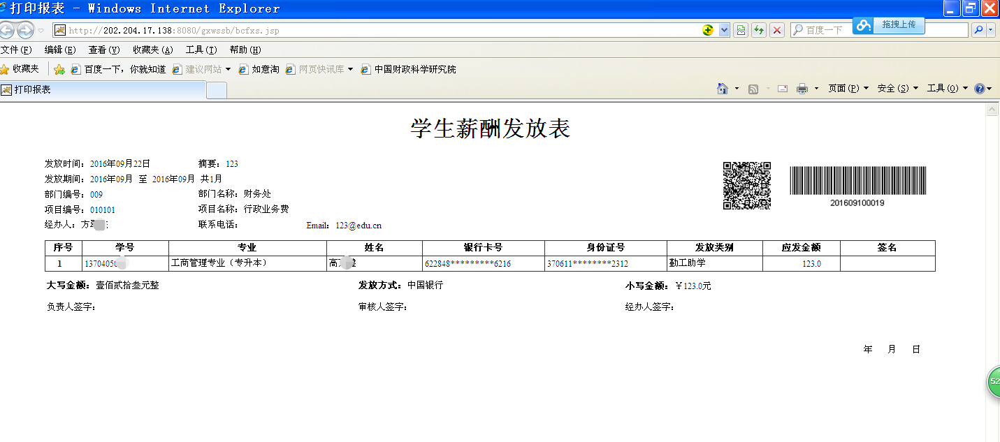 打印报表 - Windows Internet Explorer
http://202.204.17.138:8080/gxwssb/bcfxs.jsp
百度一下
拖拽上传
文件(F) 编辑(E) 查看(V) 收藏夹(A) 工具(T) 帮助(H)
收藏夹 百度一下，你就知道 建议网站 如意淘 网页快讯库 中国财政科学研究院
打印报表 页面(P) 安全(S) 工具(O)
学生薪酬发放表
发放时间：2016年09月22日 摘要：123
发放期间：2016年09月 至 2016年09月 共1月
部门编号：009 部门名称：财务处
项目编号：010101 项目名称：行政业务费
经办人：方 联系电话： Email：123@edu.cn
201609100019
序号 学号 专业 姓名 银行卡号 身份证号 发放类别 应发金额 签名
1 1370405 工商管理专业（专升本） 高 622848*********6216 370611********2312 勤工助学 123.0
大写金额：壹佰贰拾叁元整 发放方式：中国银行 小写金额：￥123.0元
负责人签字： 审核人签字： 经办人签字：
年 月 日
52